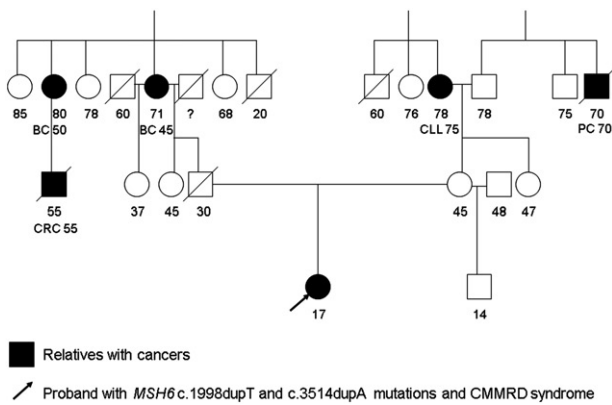 85 80 78 60 71 ? 68 20 60 76 78 78 75 70
BC 50 BC 45 CLL 75 PC 70
55 37 45 30 45 48 47
CRC 55
17 14
Relatives with cancers
Proband with MSH6 c.1998dupT and c.3514dupA mutations and CMMRD syndrome